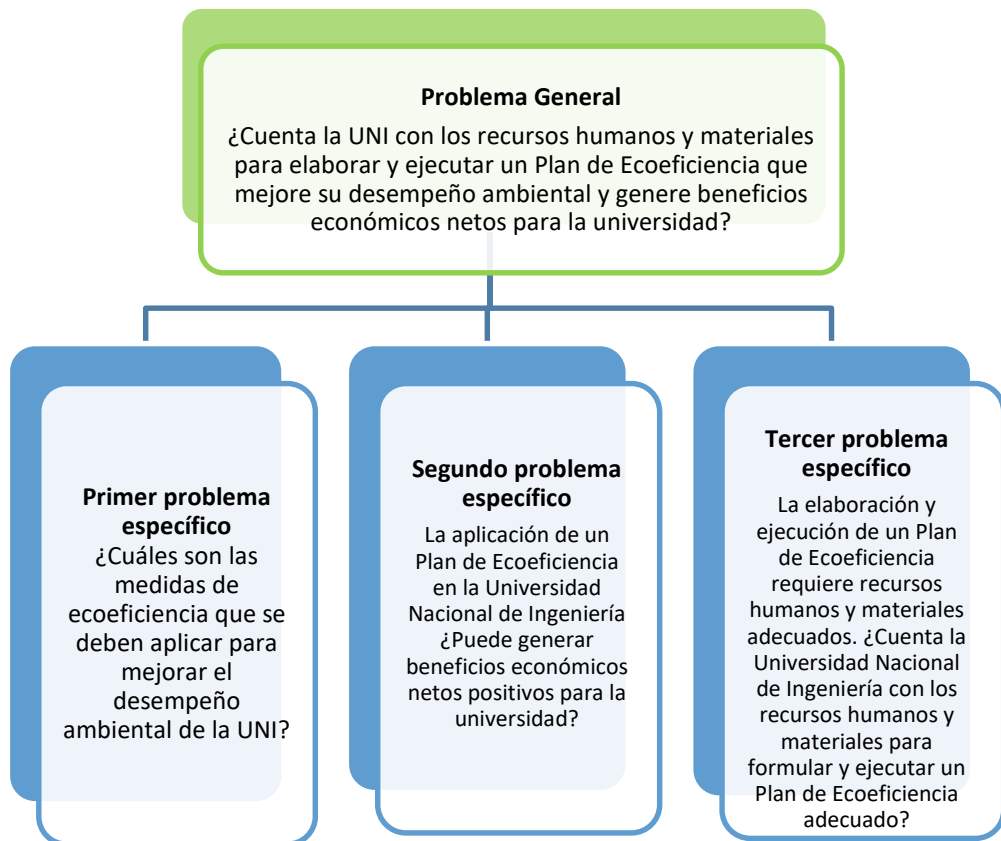 Problema General
¿Cuenta la UNI con los recursos humanos y materiales
para elaborar y ejecutar un Plan de Ecoeficiencia que
mejore su desempeño ambiental y genere beneficios
económicos netos para la universidad?
Primer problema
específico
¿Cuáles son las
medidas de
ecoeficiencia que se
deben aplicar para
mejorar el
desempeño
ambiental de la UNI?
Segundo problema
específico
La aplicación de un
Plan de Ecoeficiencia
en la Universidad
Nacional de Ingeniería
¿Puede generar
beneficios económicos
netos positivos para la
universidad?
Tercer problema
específico
La elaboración y
ejecución de un Plan
de Ecoeficiencia
requiere recursos
humanos y materiales
adecuados. ¿Cuenta la
Universidad Nacional
de Ingeniería con los
recursos humanos y
materiales para
formular y ejecutar un
Plan de Ecoeficiencia
adecuado?